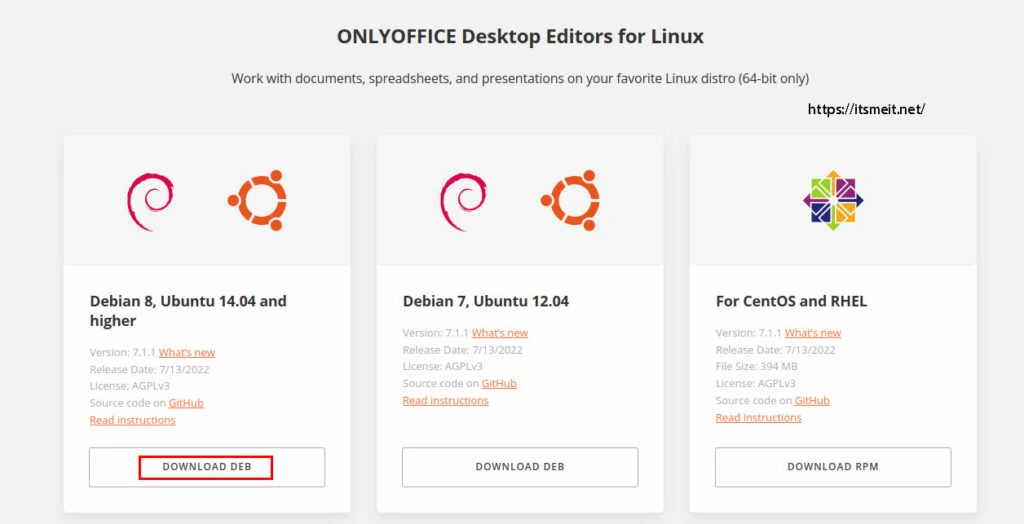 ONLYOFFICE Desktop Editors for Linux
Work with documents, spreadsheets, and presentations on your favorite Linux distro (64-bit only)
https://itsmeit.net/
Debian 8, Ubuntu 14.04 and
higher
Version: 7.1.1 What's new
Release Date: 7/13/2022
License: AGPLv3
Source code on GitHub
Read instructions
DOWNLOAD DEB
Debian 7, Ubuntu 12.04
Version: 7.1.1 What's new
Release Date: 7/13/2022
License: AGPLv3
Source code on GitHub
Read instructions
DOWNLOAD DEB
For CentOS and RHEL
Version: 7.1.1 What's new
Release Date: 7/13/2022
File Size: 394 MB
License: AGPLv3
Source code on GitHub
Read instructions
DOWNLOAD RPM